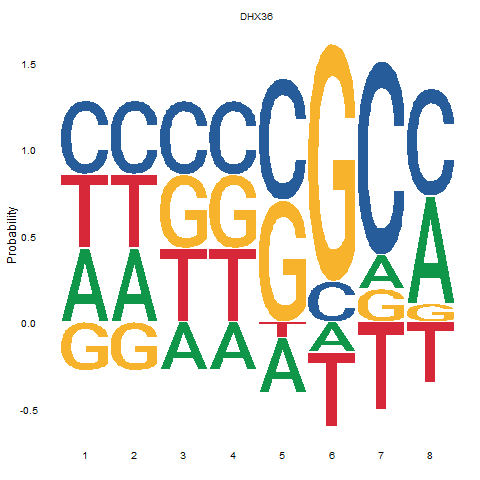 DHX36
Probability
1.5
1.0
0.5
0.0
-0.5
C C C C C G C C
T T G G G C A A
A A T T T A G G
G G A A A T T T
1 2 3 4 5 6 7 8